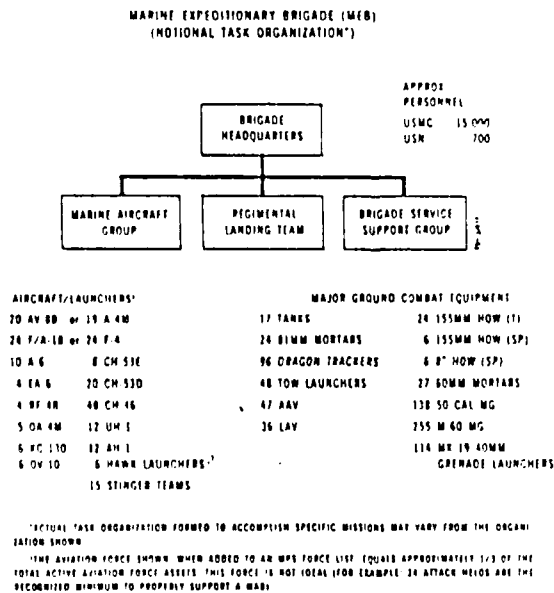 MARINE EXPEDITIONARY BRIGADE (MEB)
(NOTIONAL TASK ORGANIZATION*)
APPROX
PERSONNEL
USMC 15,000
USN 700
BRIGADE
HEADQUARTERS
MARINE AIRCRAFT
GROUP
REGIMENTAL
LANDING TEAM
BRIGADE SERVICE
SUPPORT GROUP
AIRCRAFT/LAUNCHERS
20 AV-8B or 19 A-4M
24 F/A-18 or 24 F-4
10 A-6 8 CH-53E
4 EA-6 20 CH-53D
4 RF-4B 48 CH-46
5 OA-4M 12 UH-1
6 KC-130 12 AH-1
6 OV-10 6 HAWK LAUNCHERS
15 STINGER TEAMS
MAJOR GROUND COMBAT EQUIPMENT
17 TANKS 24 155MM HOW (T)
24 81MM MORTARS 6 155MM HOW (SP)
96 DRAGON TRACKERS 6 8" HOW (SP)
48 TOW LAUNCHERS 27 60MM MORTARS
47 AAV 138 50 CAL MG
36 LAV 255 M-60 MG
114 MK-19 40MM
GRENADE LAUNCHERS
*ACTUAL TASK ORGANIZATION FORMED TO ACCOMPLISH SPECIFIC MISSIONS MAY VARY FROM THE ORGANI-
ZATION SHOWN
THE AVIATION FORCE SHOWN, WHEN ADDED TO AN MPS FORCE LIST, EQUALS APPROXIMATELY 1/3 OF THE
TOTAL ACTIVE AVIATION FORCE ASSETS. THIS FORCE IS NOT IDEAL (FOR EXAMPLE: 24 ATTACK HELOS ARE THE
RECOGNIZED MINIMUM TO PROPERLY SUPPORT A MAB)